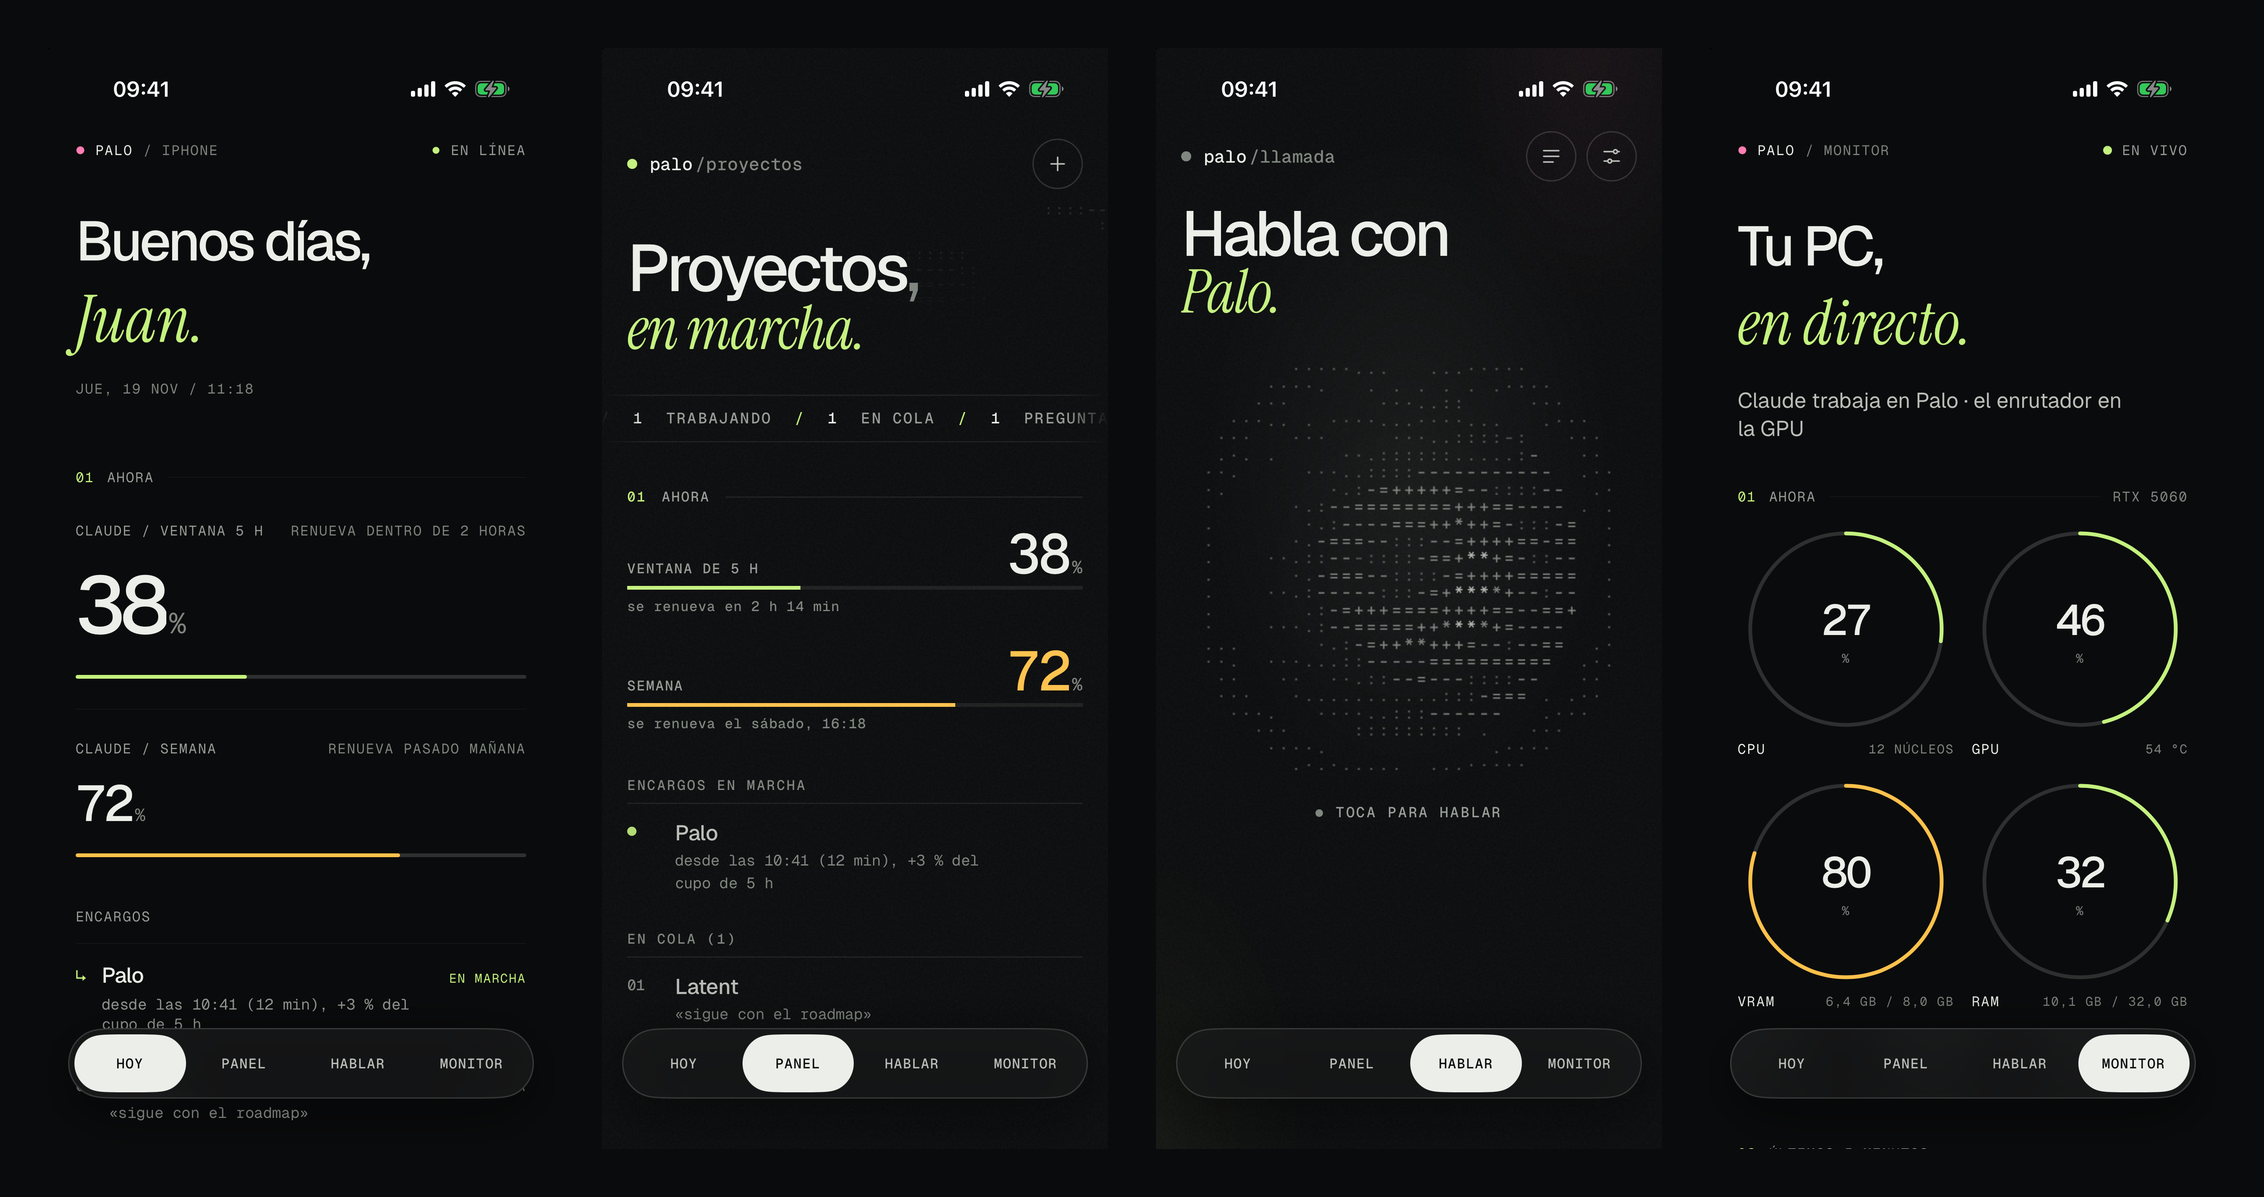 09:41
PALO / IPHONE
EN LÍNEA
Buenos días,
Juan.
JUE, 19 NOV / 11:18
01 AHORA
CLAUDE / VENTANA 5 H
RENUEVA DENTRO DE 2 HORAS
38%
CLAUDE / SEMANA
RENUEVA PASADO MAÑANA
72%
ENCARGOS
Palo
EN MARCHA
desde las 10:41 (12 min), +3 % del
cupo de 5 h
HOY
PANEL
HABLAR
MONITOR
«sigue con el roadmap»
09:41
palo/proyectos
Proyectos,
en marcha.
/ 1 TRABAJANDO / 1 EN COLA / 1 PREGUNTA
01 AHORA
VENTANA DE 5 H
38%
se renueva en 2 h 14 min
SEMANA
72%
se renueva el sábado, 16:18
ENCARGOS EN MARCHA
Palo
desde las 10:41 (12 min), +3 % del
cupo de 5 h
EN COLA (1)
01 Latent
«sigue con el roadmap»
HOY
PANEL
HABLAR
MONITOR
09:41
palo/llamada
Habla con
Palo.
TOCA PARA HABLAR
HOY
PANEL
HABLAR
MONITOR
09:41
PALO / MONITOR
EN VIVO
Tu PC,
en directo.
Claude trabaja en Palo · el enrutador en
la GPU
01 AHORA
RTX 5060
27
%
46
%
CPU
12 NÚCLEOS
GPU
54 °C
80
%
32
%
VRAM
6,4 GB / 8,0 GB
RAM
10,1 GB / 32,0 GB
HOY
PANEL
HABLAR
MONITOR